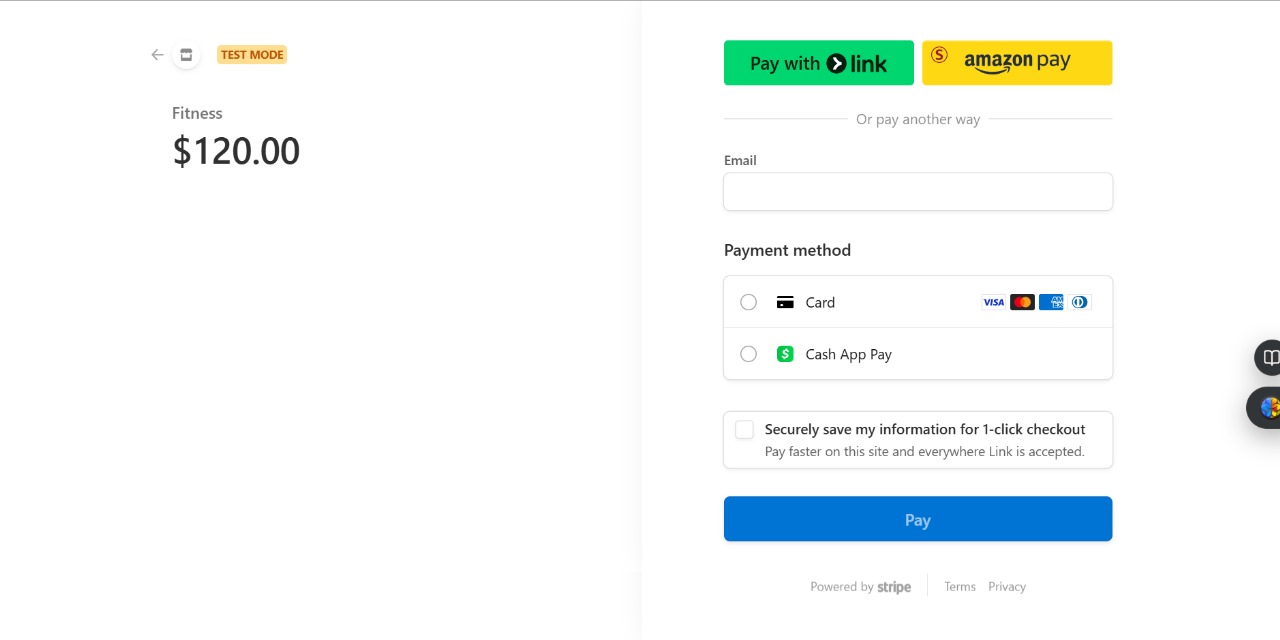 TEST MODE
Fitness
$120.00
Pay with link
S amazon pay
Or pay another way
Email
Payment method
Card VISA
Cash App Pay
Securely save my information for 1-click checkout
Pay faster on this site and everywhere Link is accepted.
Pay
Powered by stripe Terms Privacy